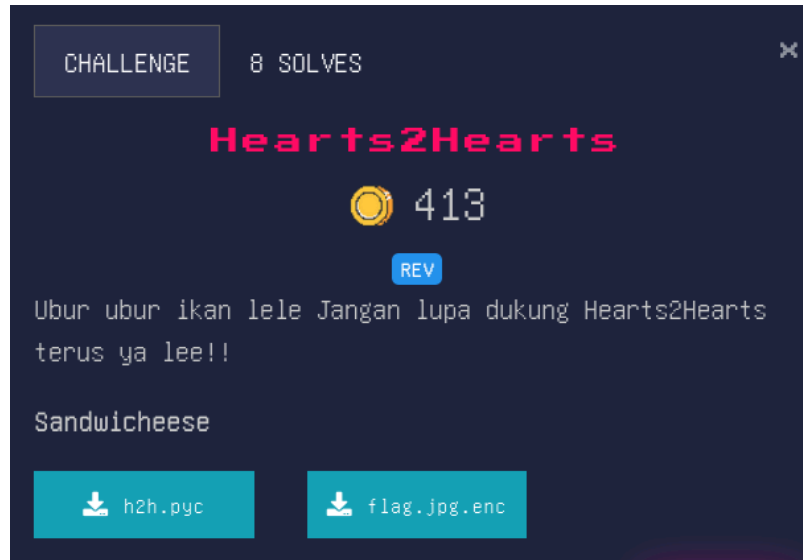 CHALLENGE
8 SOLVES
×
Hearts2Hearts
413
REV
Ubur ubur ikan lele Jangan lupa dukung Hearts2Hearts
terus ya lee!!
Sandwicheese
h2h.pyc
flag.jpg.enc